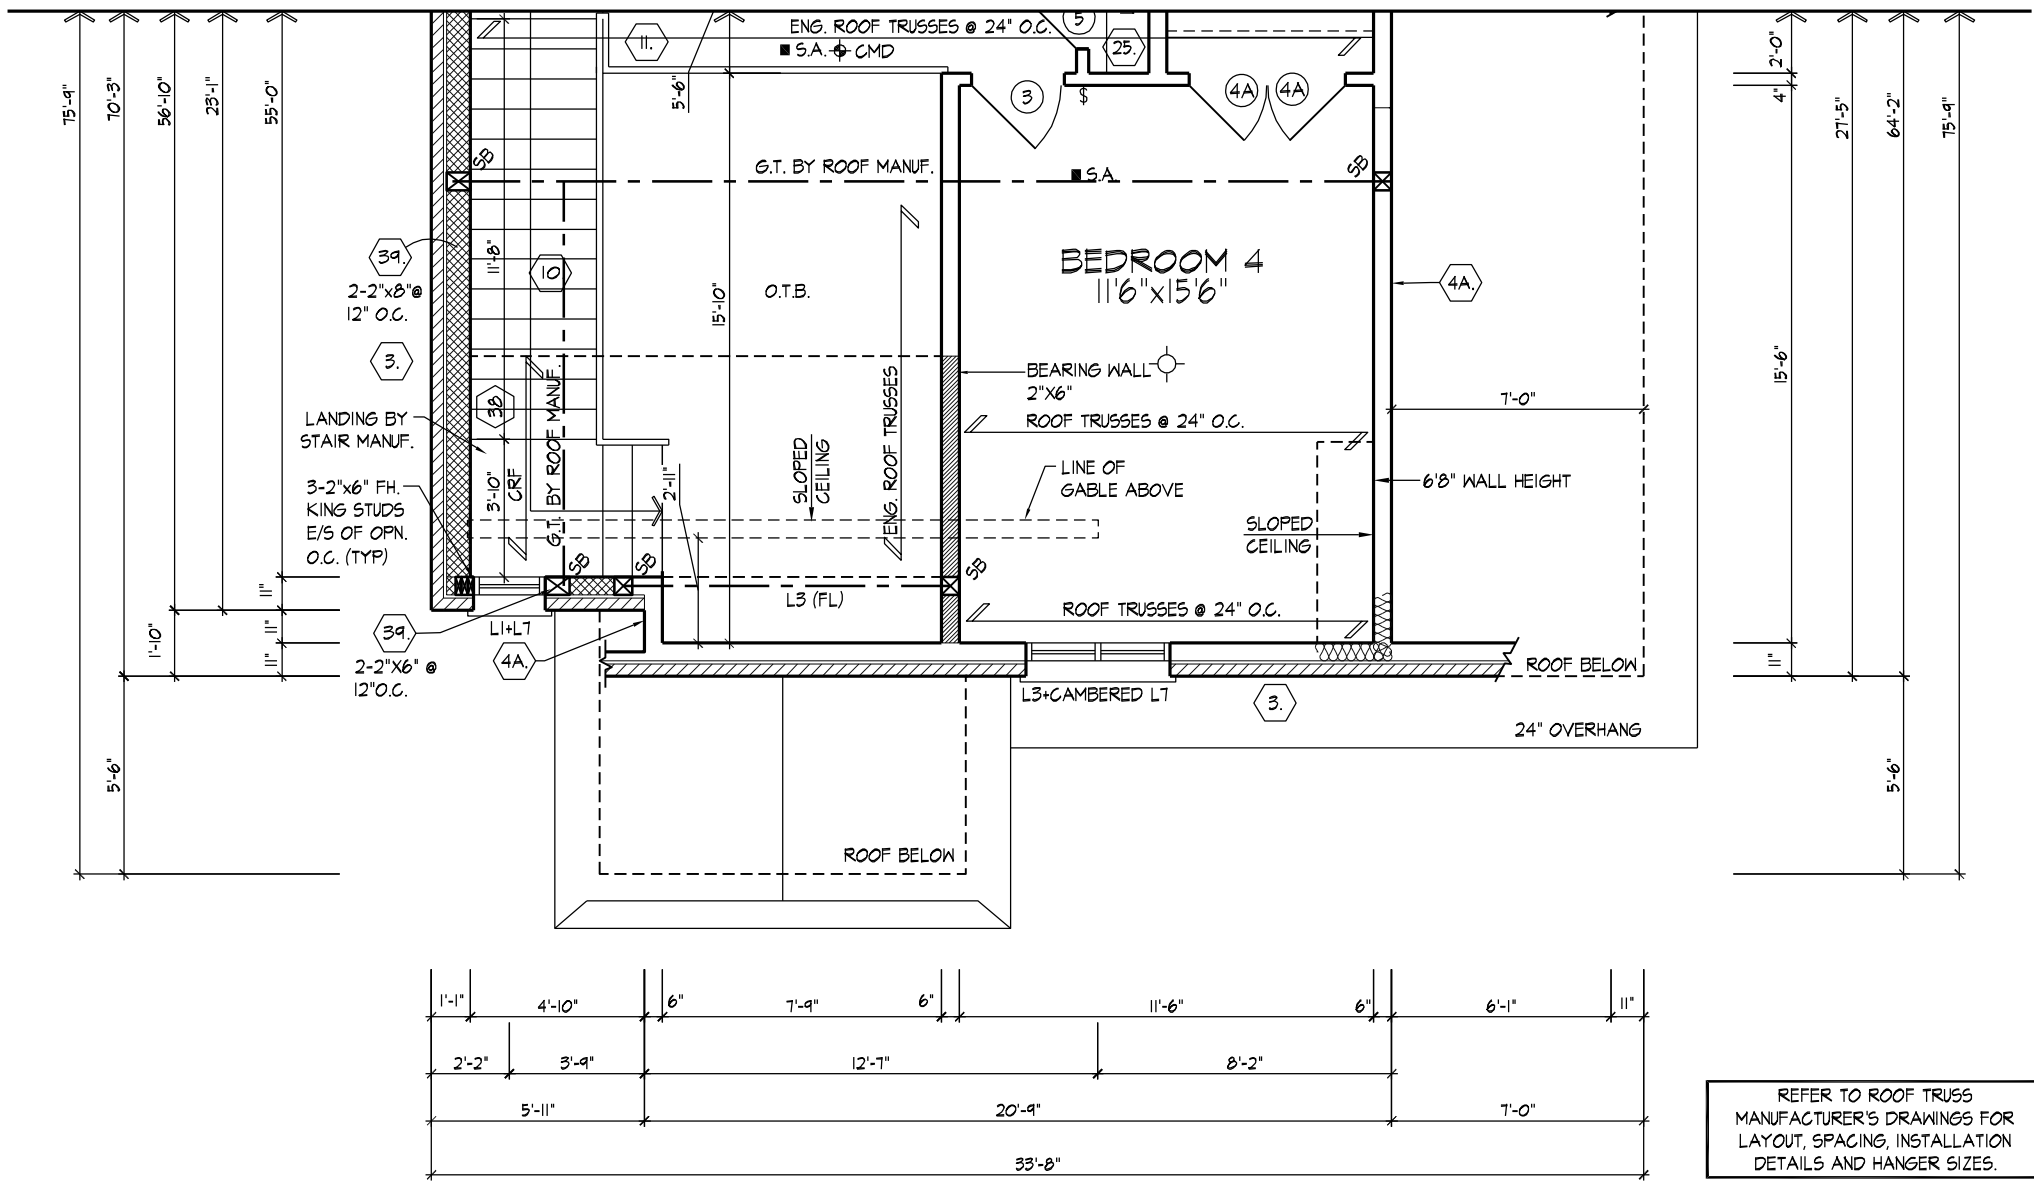 5
ENG. ROOF TRUSSES @ 24" O.C.
11.
S.A.
CMD
25.
2'-0"
75'-9"
70'-3"
56'-10"
23'-1"
55'-0"
5'-6"
3
$
4A
4A
4"
27'-5"
64'-2"
75'-9"
SB
G.T. BY ROOF MANUF.
S.A.
SB
39.
2-2"x8"@
12" O.C.
11'-8"
10
O.T.B.
15'-10"
BEDROOM 4
11'6"x15'6"
4A.
3.
BEARING WALL
2"X6"
15'-6"
7'-0"
LANDING BY
STAIR MANUF.
38
G.T. BY ROOF MANUF.
ENG. ROOF TRUSSES
ROOF TRUSSES @ 24" O.C.
3-2"x6" FH.
KING STUDS
E/S OF OPN.
O.C. (TYP)
3'-10"
CRF
2'-11"
SLOPED
CEILING
LINE OF
GABLE ABOVE
6'8" WALL HEIGHT
SLOPED
CEILING
SB
SB
SB
L3 (FL)
ROOF TRUSSES @ 24" O.C.
11"
11"
11"
1'-10"
39.
2-2"X6" @
12"O.C.
L1+L7
4A.
L3+CAMBERED L7
3.
ROOF BELOW
11"
24" OVERHANG
5'-6"
5'-6"
ROOF BELOW
1'-1"
4'-10"
6"
7'-9"
6"
11'-6"
6"
6'-1"
11"
2'-2"
3'-9"
12'-7"
8'-2"
5'-11"
20'-9"
7'-0"
33'-8"
REFER TO ROOF TRUSS
MANUFACTURER'S DRAWINGS FOR
LAYOUT, SPACING, INSTALLATION
DETAILS AND HANGER SIZES.